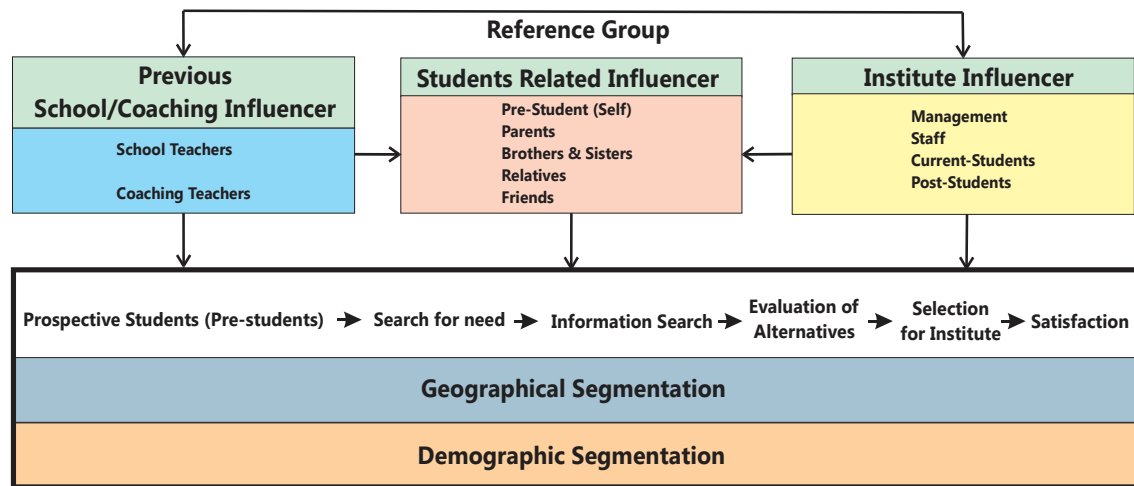 Reference Group
Previous
School/Coaching Influencer
School Teachers
Coaching Teachers
Students Related Influencer
Pre-Student (Self)
Parents
Brothers & Sisters
Relatives
Friends
Institute Influencer
Management
Staff
Current-Students
Post-Students
Prospective Students (Pre-students)
Search for need
Information Search
Evaluation of
Alternatives
Selection
for Institute
Satisfaction
Geographical Segmentation
Demographic Segmentation